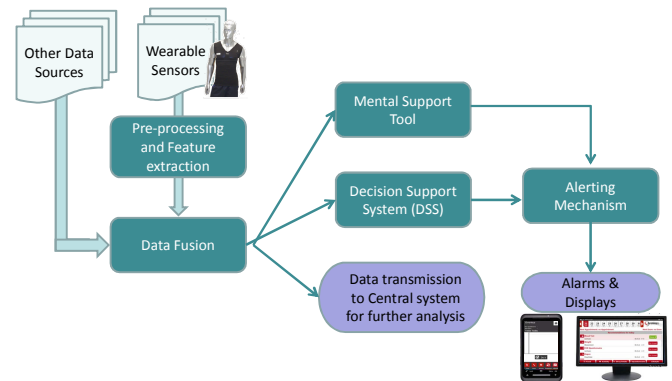 Other Data
Sources
Wearable
Sensors
Pre-processing
and Feature
extraction
Data Fusion
Mental Support
Tool
Decision Support
System (DSS)
Data transmission
to Central system
for further analysis
Alerting
Mechanism
Alarms &
Displays